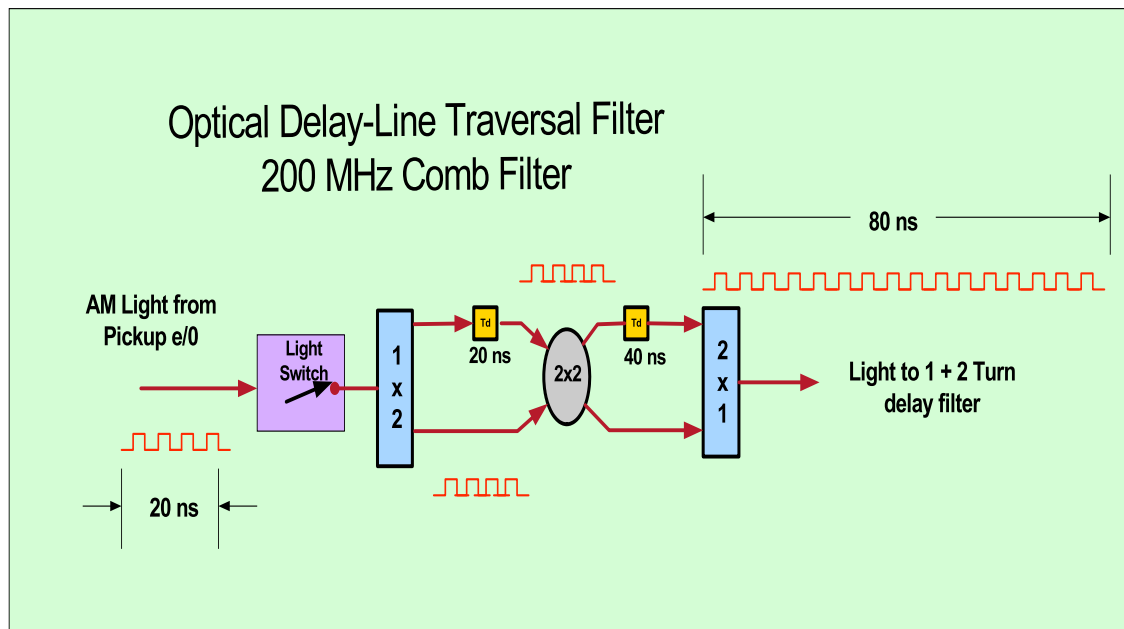 Optical Delay-Line Traversal Filter
200 MHz Comb Filter
80 ns
AM Light from
Pickup e/0
Light
Switch
1
x
2
Td
20 ns
2x2
Td
40 ns
2
x
1
Light to 1 + 2 Turn
delay filter
20 ns